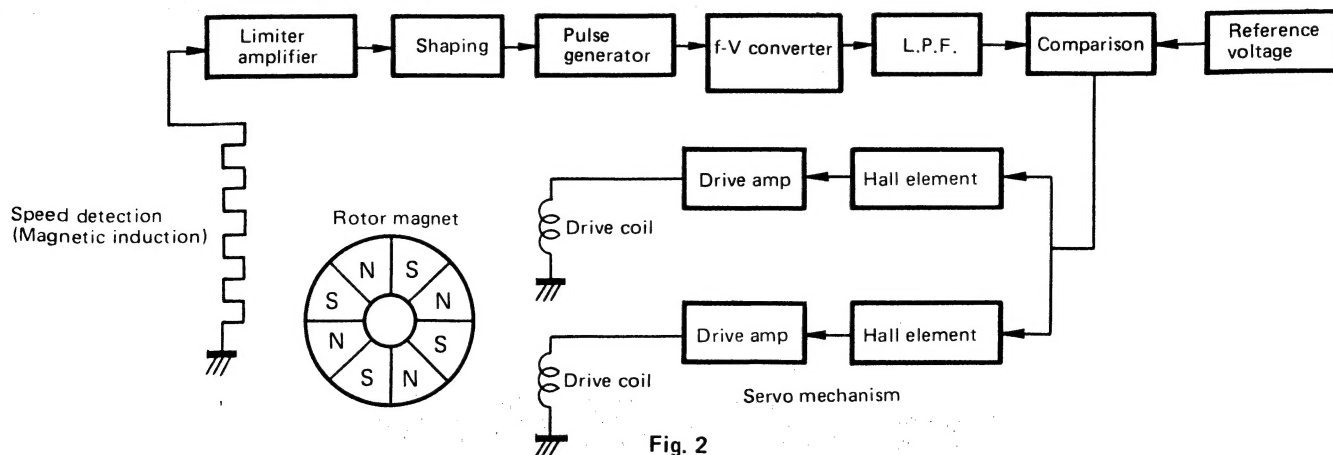 Limiter
amplifier
Shaping
Pulse
generator
f-V converter
L.P.F.
Comparison
Reference
voltage
Drive amp
Hall element
Drive coil
Speed detection
(Magnetic induction)
Rotor magnet
N
S
S
N
N
S
S
N
Drive amp
Hall element
Drive coil
Servo mechanism
Fig. 2